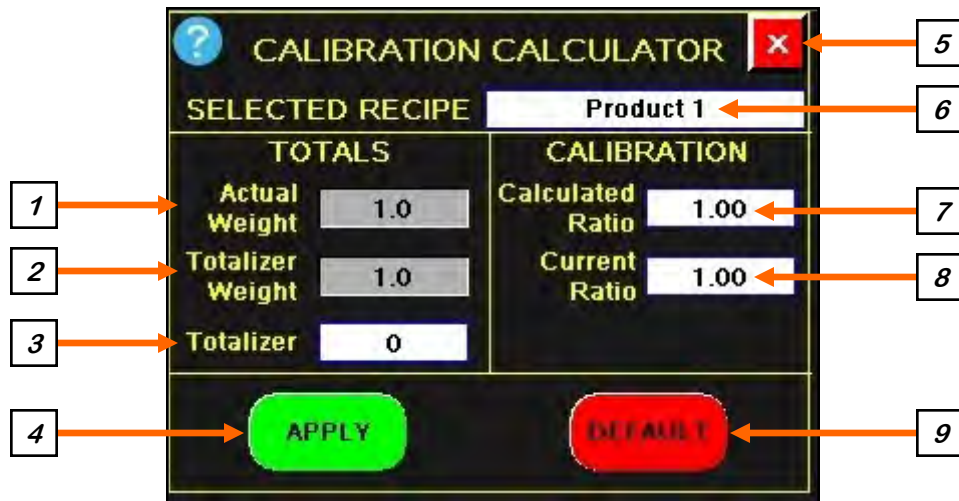 ? CALIBRATION CALCULATOR X 5
SELECTED RECIPE Product 1 6
TOTALS CALIBRATION
1 Actual Weight 1.0 Calculated Ratio 1.00 7
2 Totalizer Weight 1.0 Current Ratio 1.00 8
3 Totalizer 0
4 APPLY DEFAULT 9